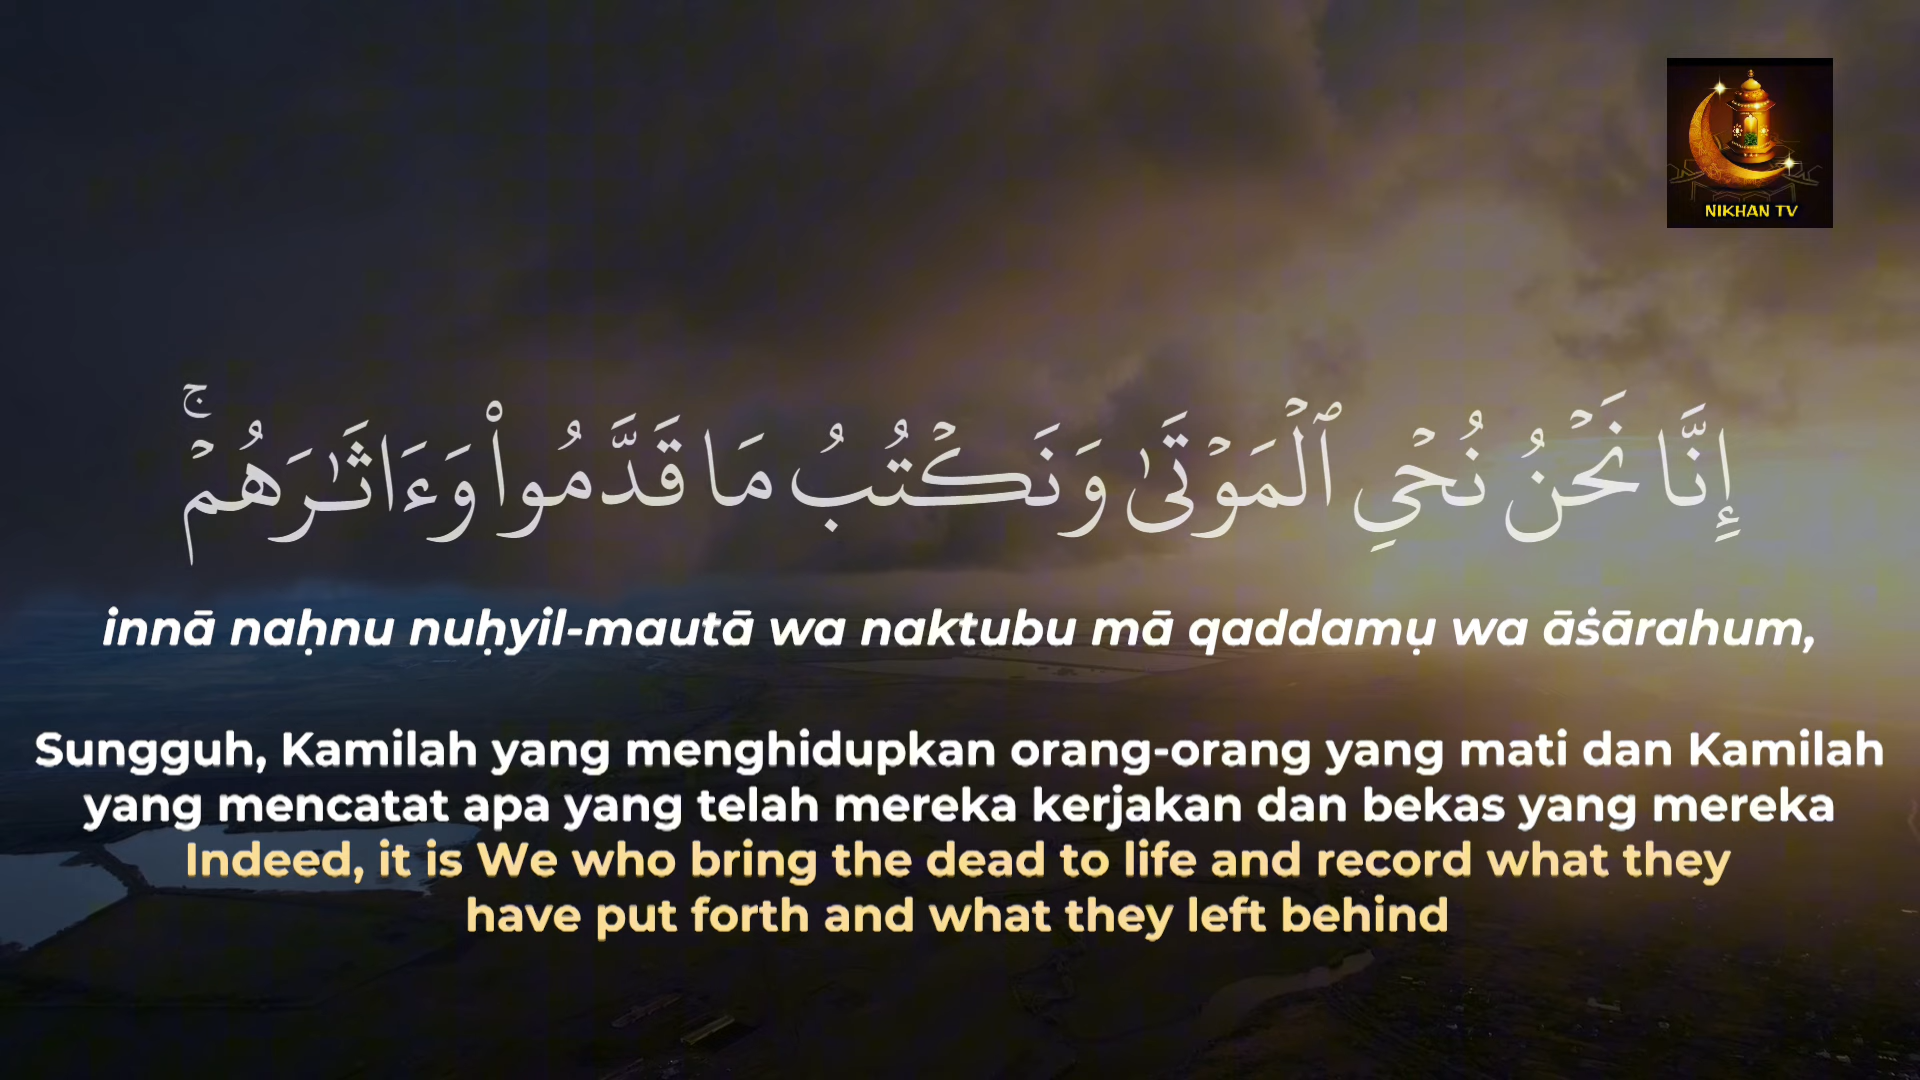 NIKHAN TV
إِنَّا نَحْنُ نُحْيِ ٱلْمَوْتَىٰ وَنَكْتُبُ مَا قَدَّمُوا۟ وَءَاثَـٰرَهُمْ ۚ
innā naḥnu nuḥyil-mautā wa naktubu mā qaddamụ wa āṡārahum,
Sungguh, Kamilah yang menghidupkan orang-orang yang mati dan Kamilah
yang mencatat apa yang telah mereka kerjakan dan bekas yang mereka
Indeed, it is We who bring the dead to life and record what they
have put forth and what they left behind